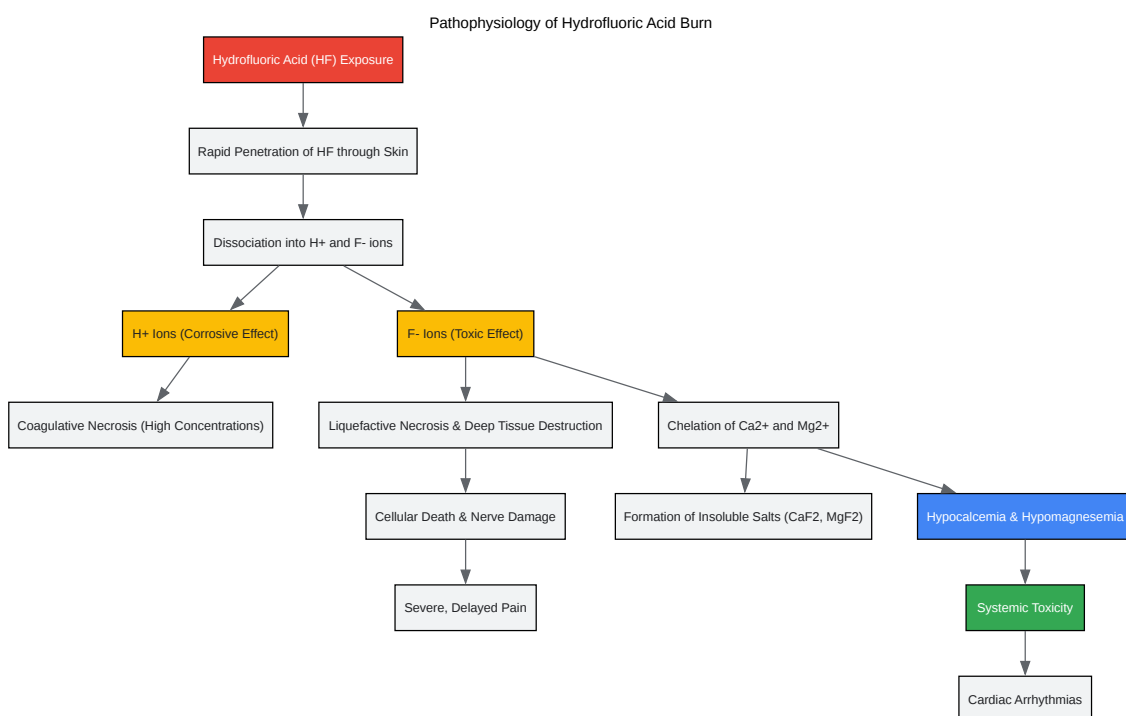 Pathophysiology of Hydrofluoric Acid Burn
Hydrofluoric Acid (HF) Exposure
Rapid Penetration of HF through Skin
Dissociation into H+ and F- ions
H+ Ions (Corrosive Effect)
F- Ions (Toxic Effect)
Coagulative Necrosis (High Concentrations)
Liquefactive Necrosis & Deep Tissue Destruction
Chelation of Ca2+ and Mg2+
Cellular Death & Nerve Damage
Formation of Insoluble Salts (CaF2, MgF2)
Hypocalcemia & Hypomagnesemia
Severe, Delayed Pain
Systemic Toxicity
Cardiac Arrhythmias